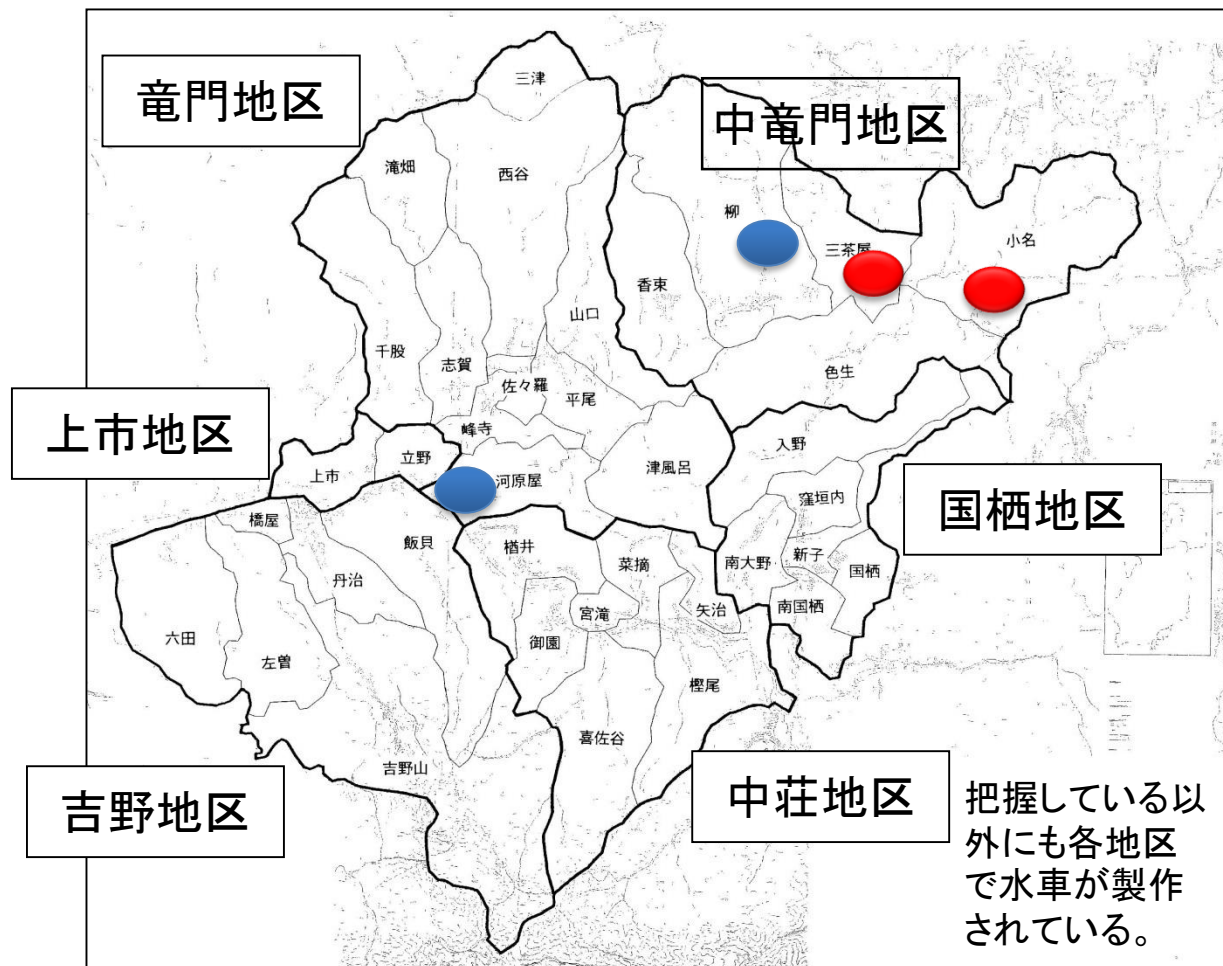 竜門地区
中竜門地区
三津
滝畑
西谷
柳
三茶屋
小名
香束
山口
千股
志賀
佐々羅
平尾
色生
上市地区
峰寺
入野
上市
立野
河原屋
津風呂
窪垣内
国栖地区
橋屋
飯貝
楢井
菜摘
南大野
新子
国栖
丹治
宮滝
矢治
南国栖
六田
左曽
御園
樫尾
喜佐谷
吉野山
吉野地区
中荘地区
把握している以
外にも各地区
で水車が製作
されている。